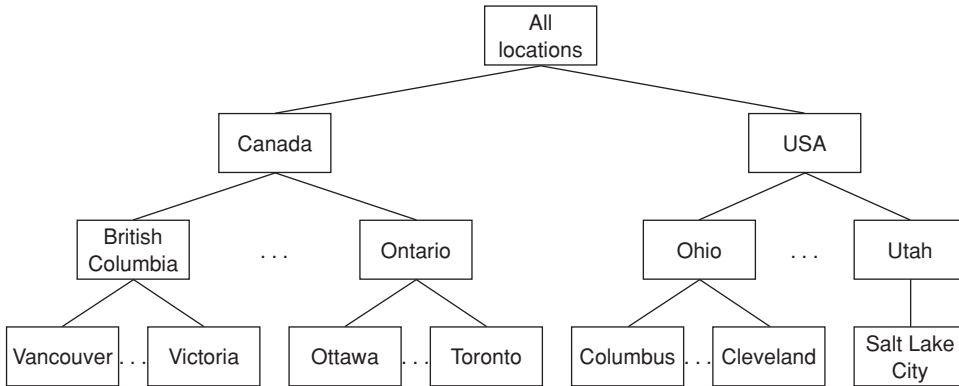 All
locations
Canada
USA
British
Columbia
. . .
Ontario
Ohio
. . .
Utah
Vancouver
. . .
Victoria
Ottawa
. . .
Toronto
Columbus
. . .
Cleveland
Salt Lake
City